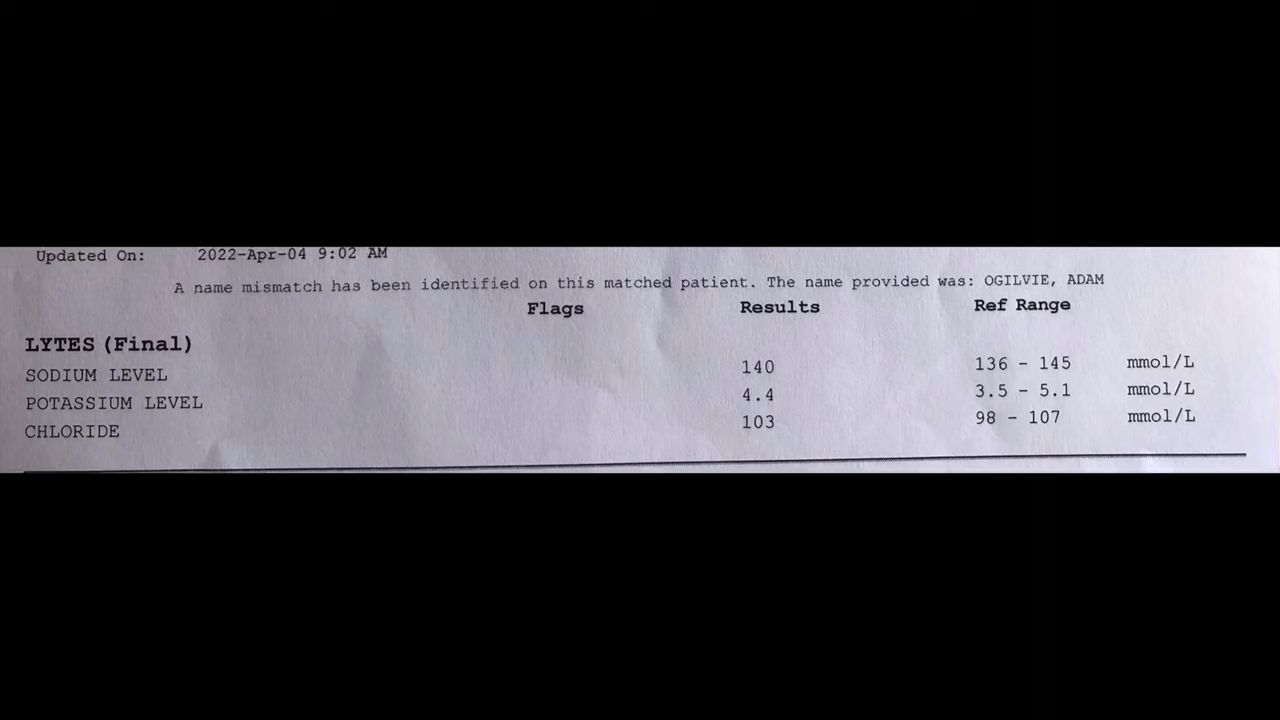 Updated On: 2022-Apr-04 9:02 AM
A name mismatch has been identified on this matched patient. The name provided was: OGILVIE, ADAM
Flags Results Ref Range
LYTES (Final)
SODIUM LEVEL 140 136 - 145 mmol/L
POTASSIUM LEVEL 4.4 3.5 - 5.1 mmol/L
CHLORIDE 103 98 - 107 mmol/L